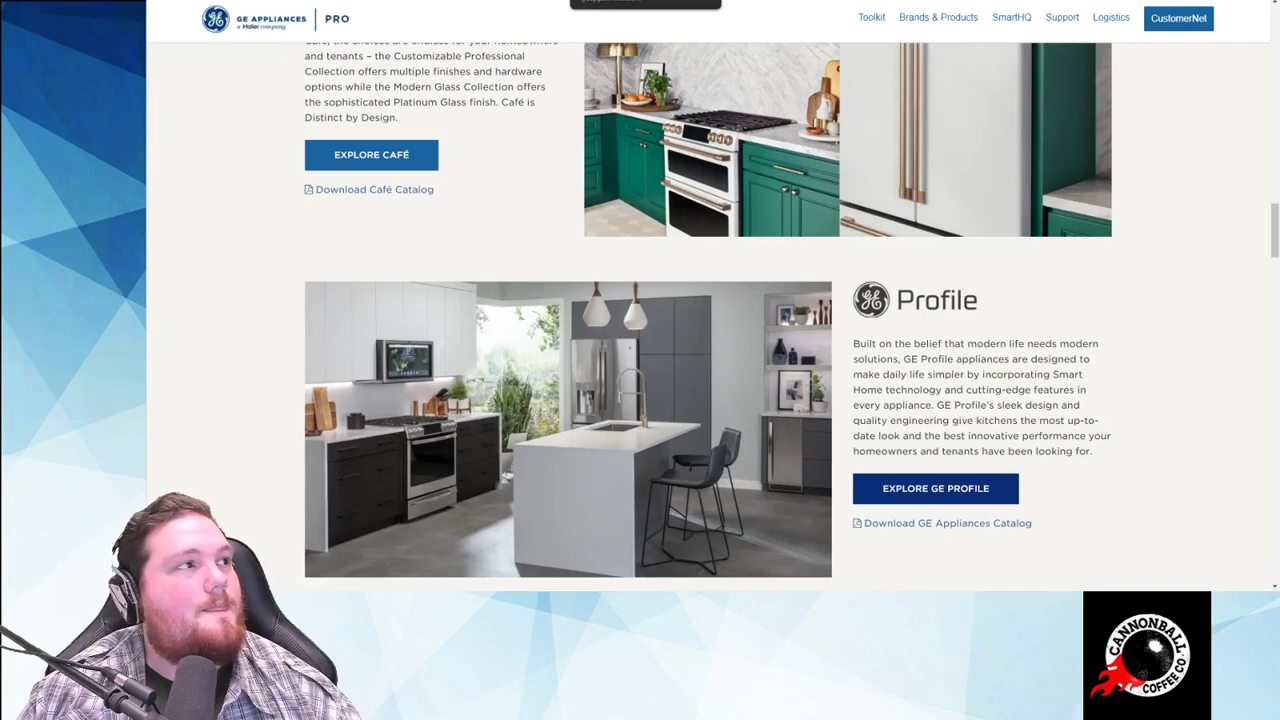 GE APPLIANCES
a Haier company
PRO
Toolkit
Brands & Products
SmartHQ
Support
Logistics
CustomerNet
and tenants – the Customizable Professional
Collection offers multiple finishes and hardware
options while the Modern Glass Collection offers
the sophisticated Platinum Glass finish. Café is
Distinct by Design.
EXPLORE CAFÉ
Download Café Catalog
GE Profile
Built on the belief that modern life needs modern
solutions, GE Profile appliances are designed to
make daily life simpler by incorporating Smart
Home technology and cutting-edge features in
every appliance. GE Profile's sleek design and
quality engineering give kitchens the most up-to-
date look and the best innovative performance your
homeowners and tenants have been looking for.
EXPLORE GE PROFILE
Download GE Appliances Catalog
CANNONBALL
COFFEE CO.